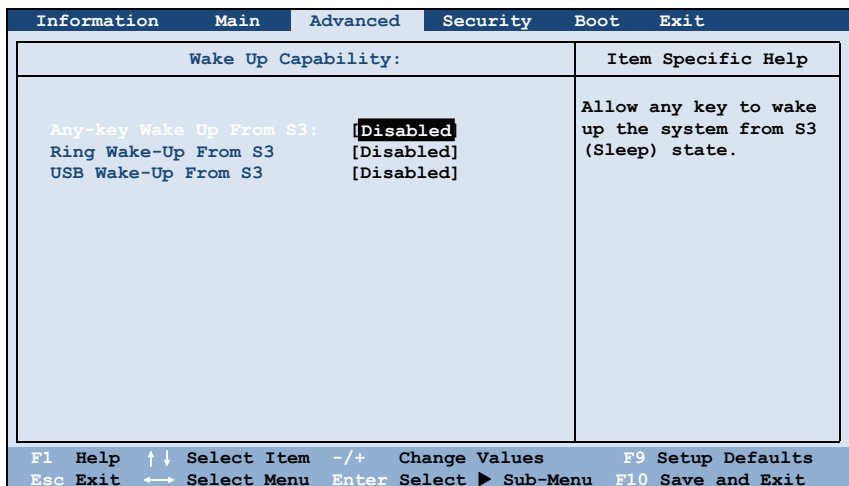 Information Main Advanced Security Boot Exit
Wake Up Capability:
Item Specific Help
Any-key Wake Up From S3: [Disabled]
Ring Wake-Up From S3 [Disabled]
USB Wake-Up From S3 [Disabled]
Allow any key to wake
up the system from S3
(Sleep) state.
F1 Help ↑↓ Select Item -/+ Change Values F9 Setup Defaults
Esc Exit ←→ Select Menu Enter Select ▶ Sub-Menu F10 Save and Exit